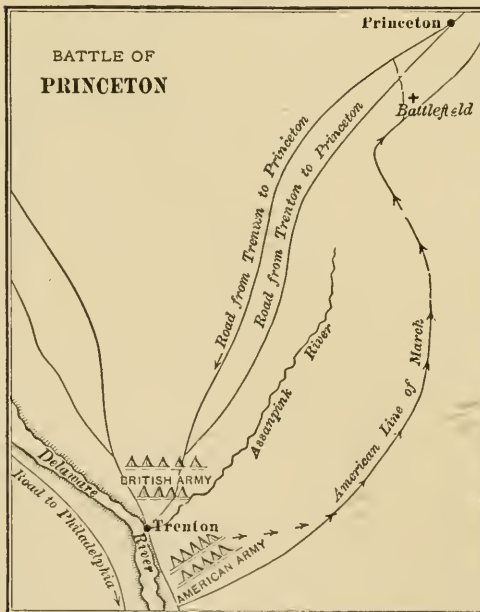 BATTLE OF
PRINCETON
Princeton
Battlefield
Road from Trenton to Princeton
Road from Trenton to Princeton
Assanpink River
American Line of March
Delaware River
BRITISH ARMY
Road to Philadelphia
Trenton
AMERICAN ARMY